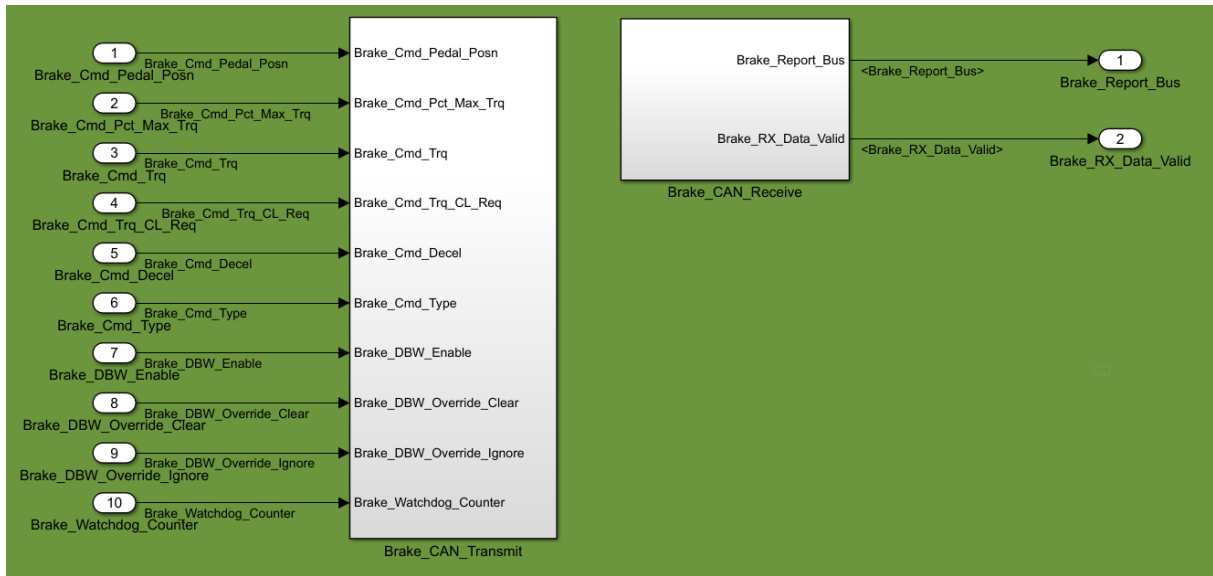 1
Brake_Cmd_Pedal_Posn
Brake_Cmd_Pedal_Posn
Brake_Cmd_Pedal_Posn
2
Brake_Cmd_Pct_Max_Trq
Brake_Cmd_Pct_Max_Trq
Brake_Cmd_Pct_Max_Trq
3
Brake_Cmd_Trq
Brake_Cmd_Trq
Brake_Cmd_Trq
4
Brake_Cmd_Trq_CL_Req
Brake_Cmd_Trq_CL_Req
Brake_Cmd_Trq_CL_Req
5
Brake_Cmd_Decel
Brake_Cmd_Decel
Brake_Cmd_Decel
6
Brake_Cmd_Type
Brake_Cmd_Type
Brake_Cmd_Type
7
Brake_DBW_Enable
Brake_DBW_Enable
Brake_DBW_Enable
8
Brake_DBW_Override_Clear
Brake_DBW_Override_Clear
Brake_DBW_Override_Clear
9
Brake_DBW_Override_Ignore
Brake_DBW_Override_Ignore
Brake_DBW_Override_Ignore
10
Brake_Watchdog_Counter
Brake_Watchdog_Counter
Brake_Watchdog_Counter
Brake_CAN_Transmit
Brake_Report_Bus
<Brake_Report_Bus>
1
Brake_Report_Bus
Brake_RX_Data_Valid
<Brake_RX_Data_Valid>
2
Brake_RX_Data_Valid
Brake_CAN_Receive